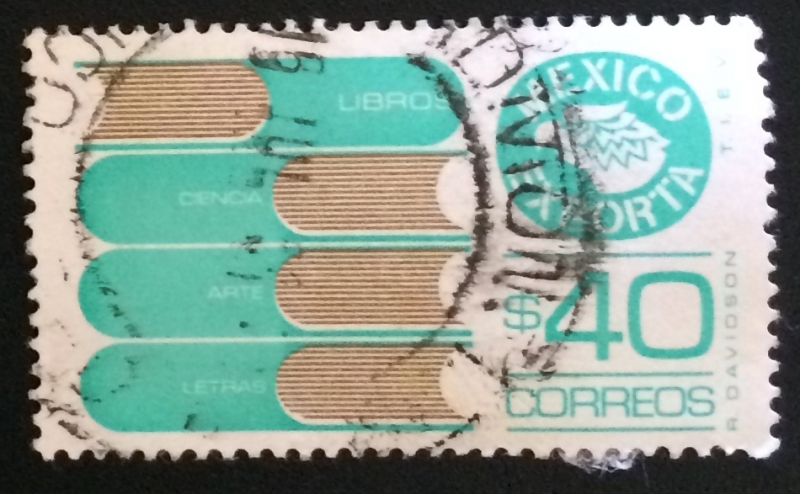 LIBROS
CIENCIA
ARTE
LETRAS
MEXICO
EXPORTA
$40
CORREOS
T.I.E.V.
R. DAVIDSON